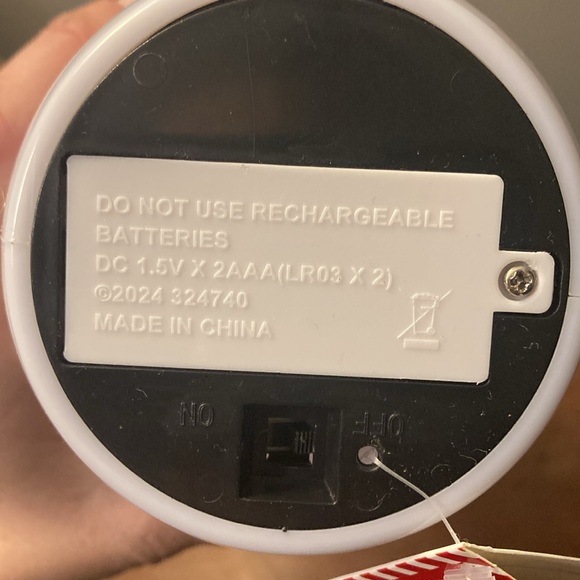 DO NOT USE RECHARGEABLE
BATTERIES
DC 1.5V X 2AAA(LR03 X 2)
©2024 324740
MADE IN CHINA
ON OFF